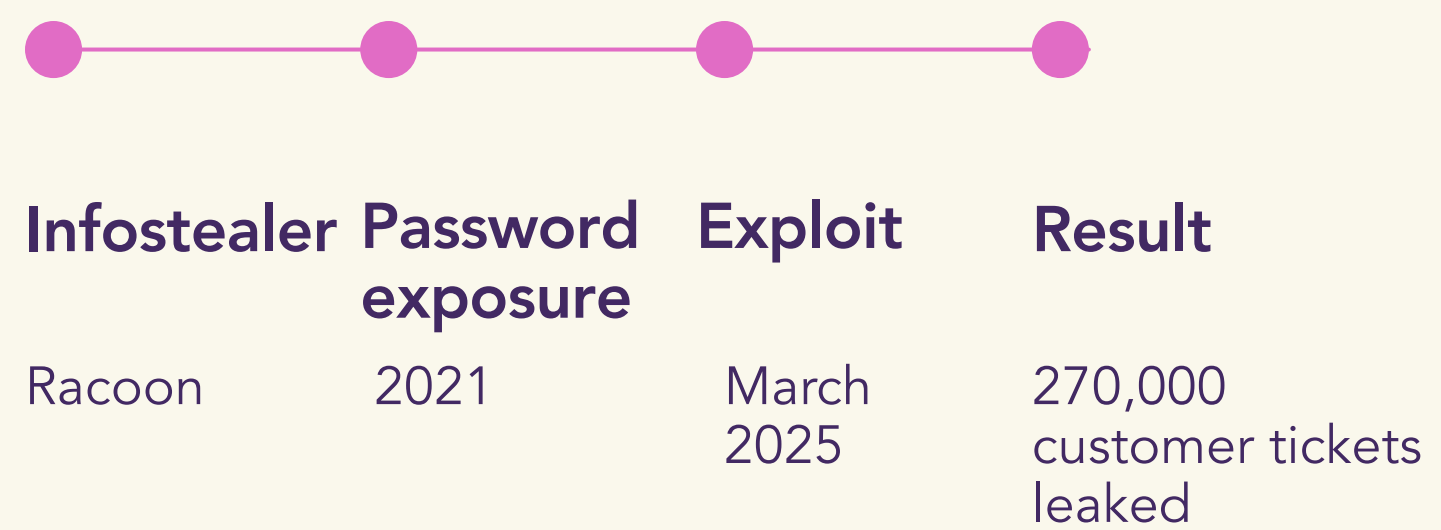 Infostealer
Password
exposure
Exploit
Result
Racoon
2021
March
2025
270,000
customer tickets
leaked